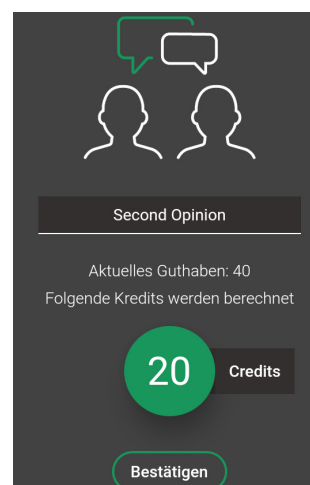 Second Opinion
Aktuelles Guthaben: 40
Folgende Kredits werden berechnet
20
Credits
Bestätigen